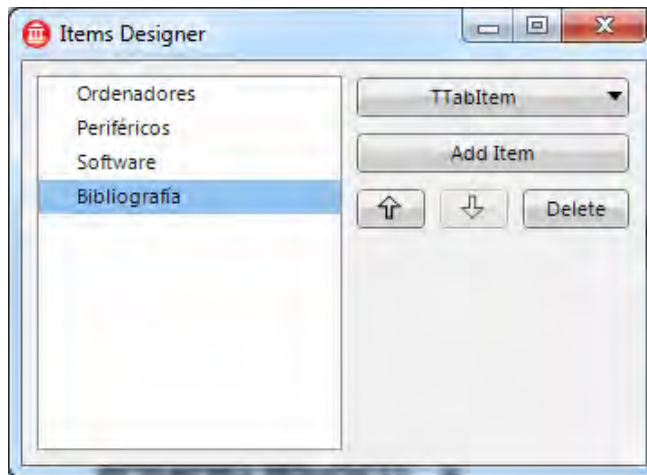 Items Designer
Ordenadores
Periféricos
Software
Bibliografía
TTabItem
Add Item
Delete